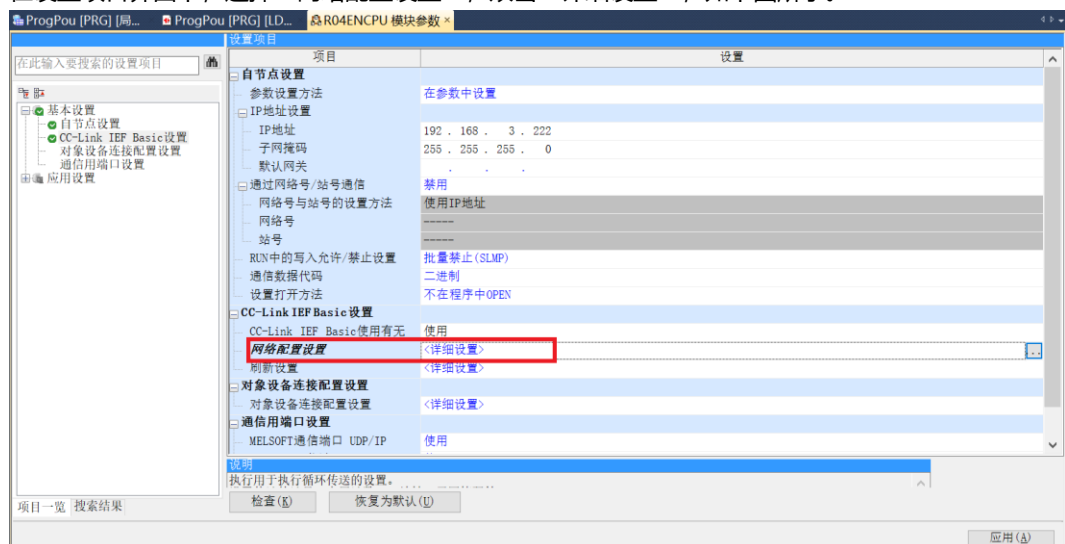 ProgPou [PRG] [局... ProgPou [PRG] [LD... R04ENCPU 模块参数 ×
设置项目
在此输入要搜索的设置项目
项目 设置
基本设置
自节点设置
CC-Link IEF Basic设置
对象设备连接配置设置
通信用端口设置
应用设置
自节点设置
参数设置方法 在参数中设置
IP地址设置
IP地址 192 . 168 . 3 . 222
子网掩码 255 . 255 . 255 . 0
默认网关 . . .
通过网络号/站号通信 禁用
网络号与站号的设置方法 使用IP地址
网络号 -----
站号 -----
RUN中的写入允许/禁止设置 批量禁止(SLMP)
通信数据代码 二进制
设置打开方法 不在程序中OPEN
CC-Link IEF Basic设置
CC-Link IEF Basic使用有无 使用
网络配置设置 <详细设置>
刷新设置 <详细设置>
对象设备连接配置设置
对象设备连接配置设置 <详细设置>
通信用端口设置
MELSOFT通信端口 UDP/IP 使用
说明
执行用于执行循环传送的设置。
检查(K) 恢复为默认(U)
项目一览 搜索结果
应用(A)